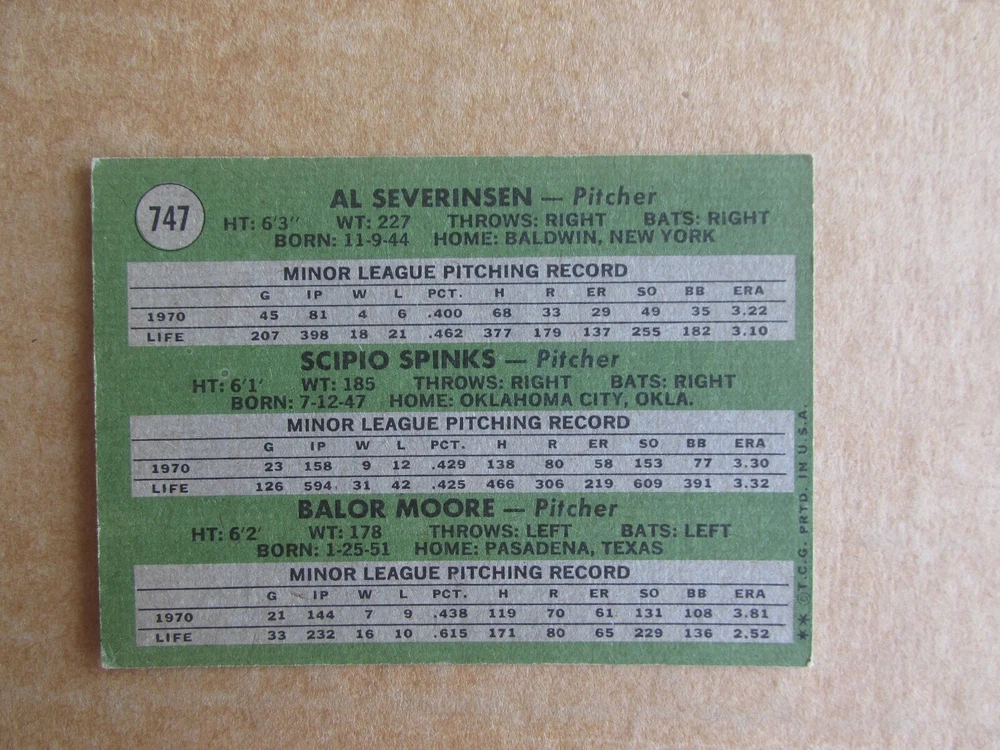 747
AL SEVERINSEN — Pitcher
HT: 6'3" WT: 227 THROWS: RIGHT BATS: RIGHT
BORN: 11-9-44 HOME: BALDWIN, NEW YORK
MINOR LEAGUE PITCHING RECORD
G IP W L PCT. H R ER SO BB ERA
1970 45 81 4 6 .400 68 33 29 49 35 3.22
LIFE 207 398 18 21 .462 377 179 137 255 182 3.10
SCIPIO SPINKS — Pitcher
HT: 6'1' WT: 185 THROWS: RIGHT BATS: RIGHT
BORN: 7-12-47 HOME: OKLAHOMA CITY, OKLA.
MINOR LEAGUE PITCHING RECORD
G IP W L PCT. H R ER SO BB ERA
1970 23 158 9 12 .429 138 80 58 153 77 3.30
LIFE 126 594 31 42 .425 466 306 219 609 391 3.32
BALOR MOORE — Pitcher
HT: 6'2' WT: 178 THROWS: LEFT BATS: LEFT
BORN: 1-25-51 HOME: PASADENA, TEXAS
MINOR LEAGUE PITCHING RECORD
G IP W L PCT. H R ER SO BB ERA
1970 21 144 7 9 .438 119 70 61 131 108 3.81
LIFE 33 232 16 10 .615 171 80 65 229 136 2.52
** ©T.C.G. PRTD. IN U.S.A.